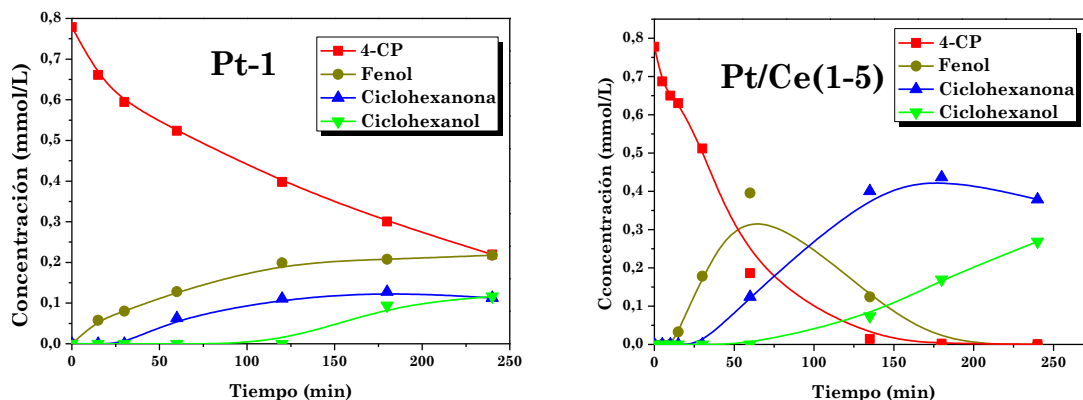 Pt-1
4-CP
Fenol
Ciclohexanona
Ciclohexanol
Concentración (mmol/L)
0,8
0,7
0,6
0,5
0,4
0,3
0,2
0,1
0,0
0 50 100 150 200 250
Tiempo (min)
Pt/Ce(1-5)
4-CP
Fenol
Ciclohexanona
Ciclohexanol
Cconcentración (mmol/L)
0,8
0,7
0,6
0,5
0,4
0,3
0,2
0,1
0,0
0 50 100 150 200 250
Tiempo (min)